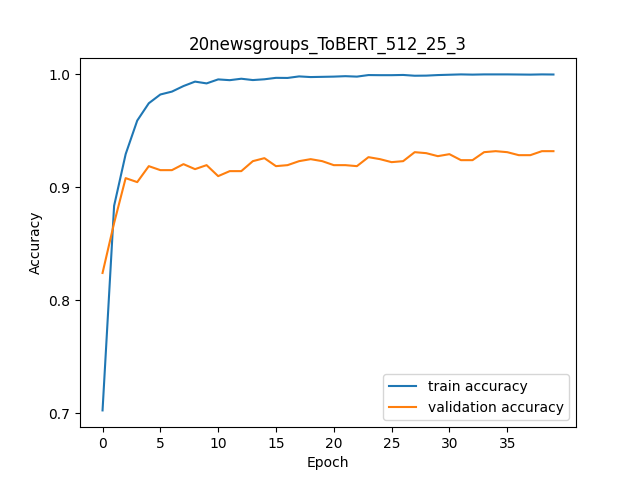 20newsgroups_ToBERT_512_25_3
1.0
0.9
0.8
0.7
Accuracy
train accuracy
validation accuracy
0 5 10 15 20 25 30 35
Epoch